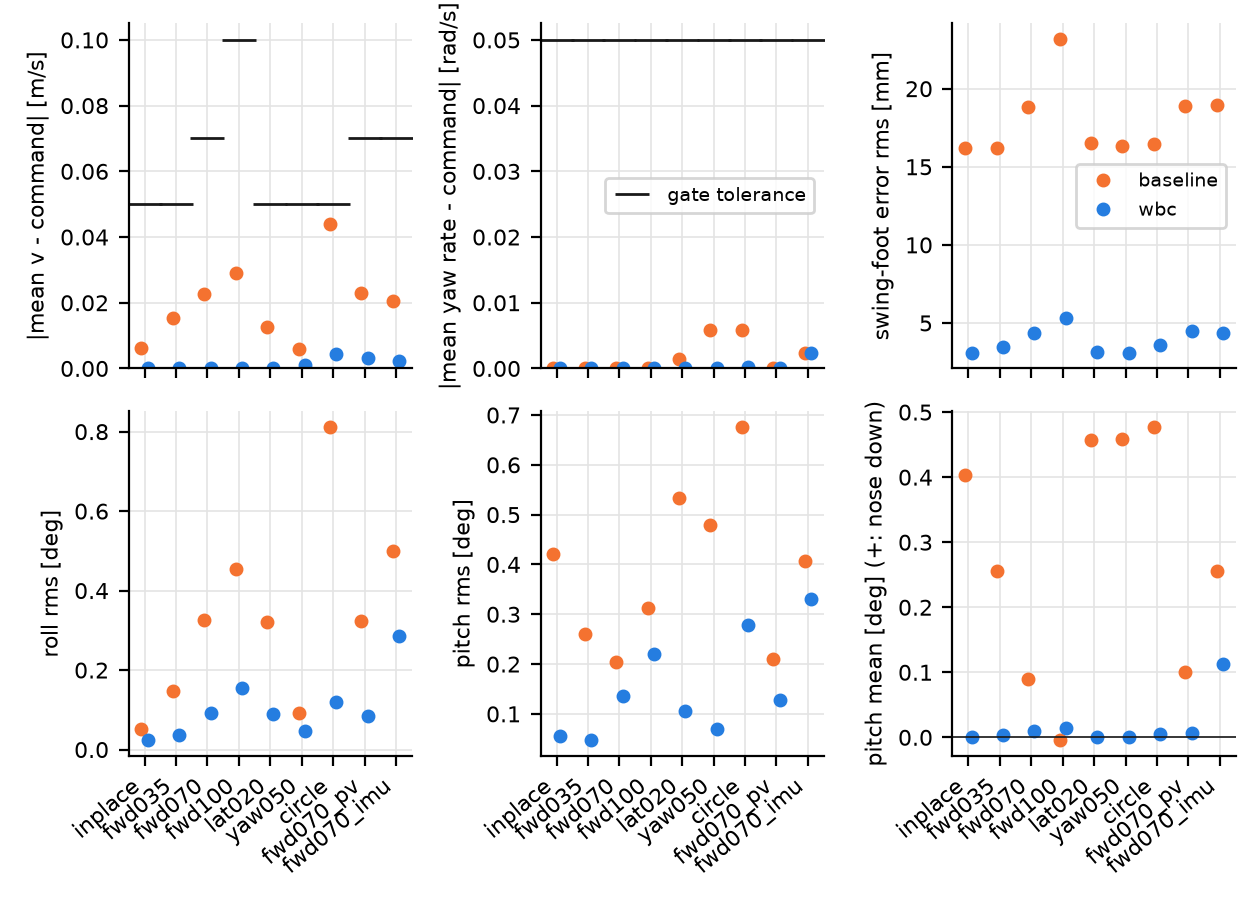 |mean v - command| [m/s]
0.10
0.08
0.06
0.04
0.02
0.00
|mean yaw rate - command| [rad/s]
0.05
0.04
0.03
0.02
0.01
0.00
gate tolerance
swing-foot error rms [mm]
20
15
10
5
baseline
wbc
roll rms [deg]
0.8
0.6
0.4
0.2
0.0
inplace
fwd035
fwd070
fwd100
lat020
yaw050
circle
fwd070_pv
fwd070_imu
pitch rms [deg]
0.7
0.6
0.5
0.4
0.3
0.2
0.1
inplace
fwd035
fwd070
fwd100
lat020
yaw050
circle
fwd070_pv
fwd070_imu
pitch mean [deg] (+: nose down)
0.5
0.4
0.3
0.2
0.1
0.0
inplace
fwd035
fwd070
fwd100
lat020
yaw050
circle
fwd070_pv
fwd070_imu